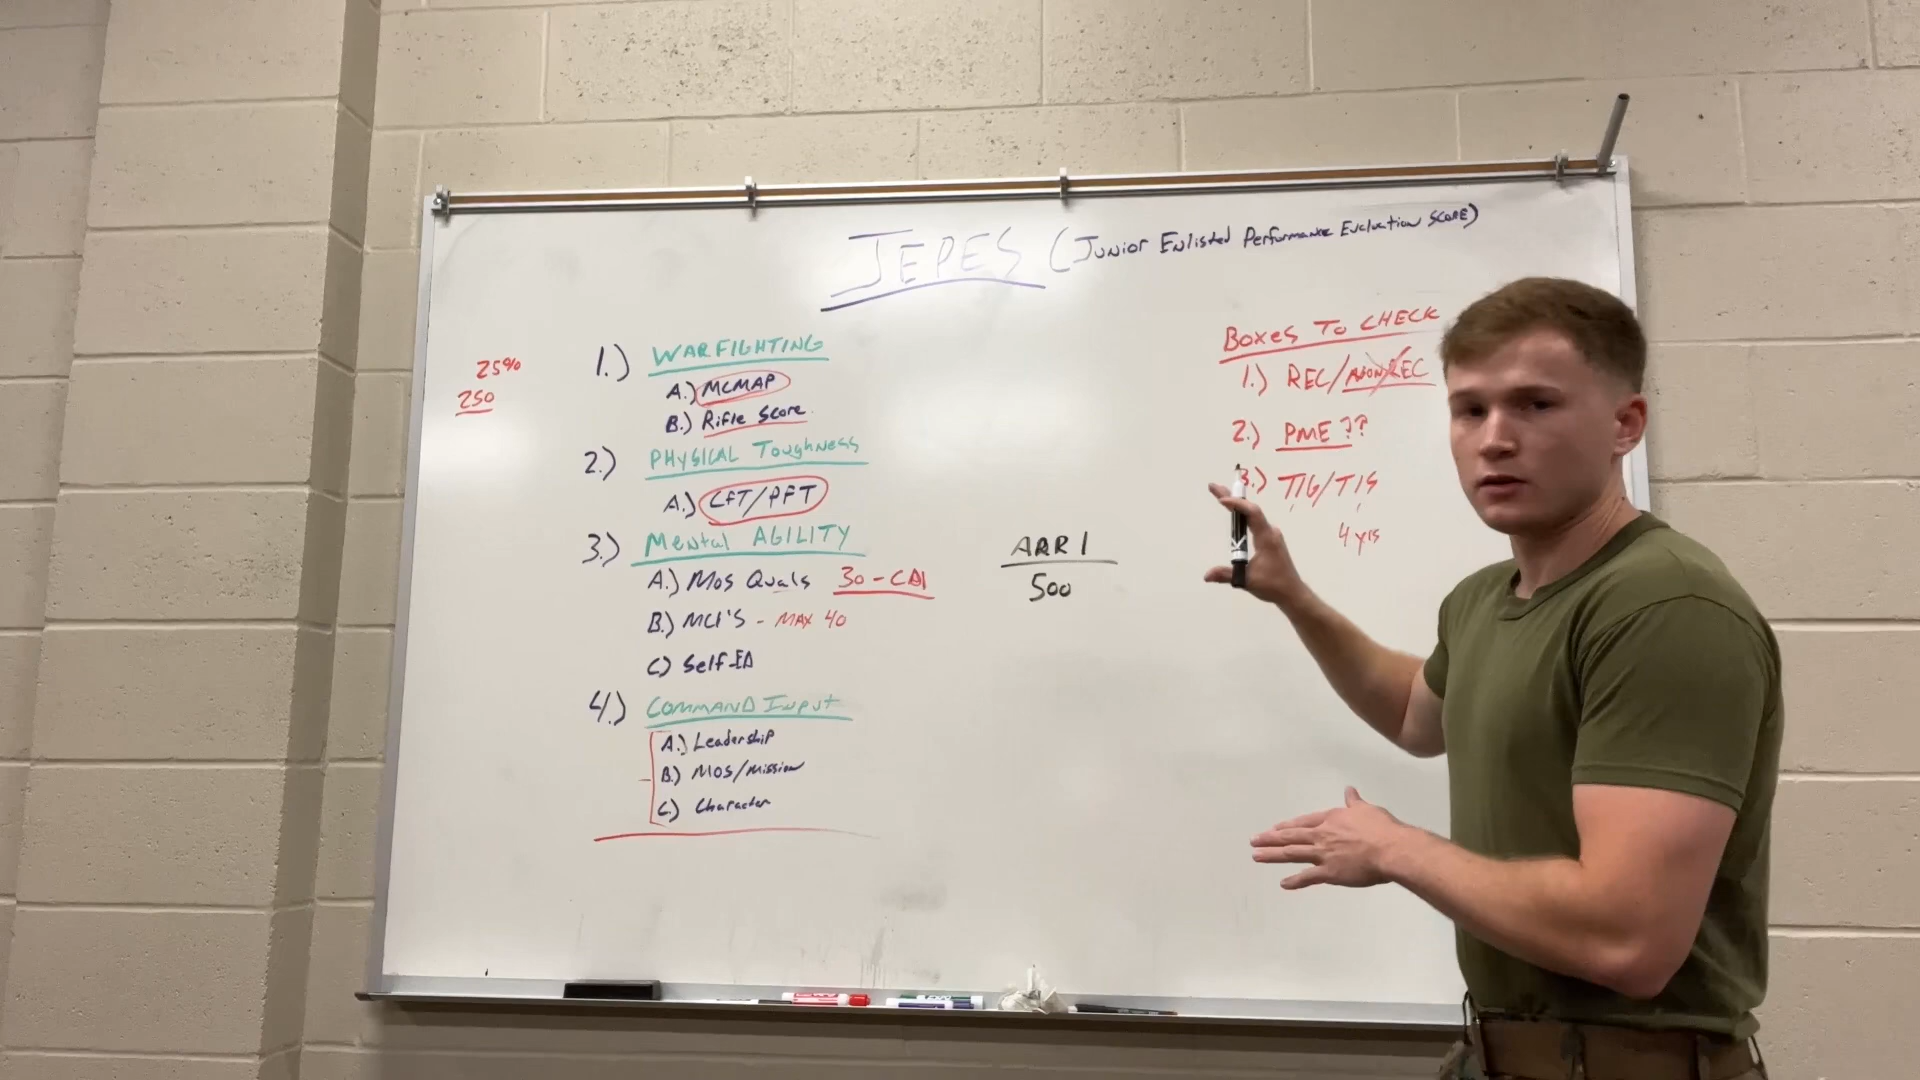 JEPES (Junior Enlisted Performance Evaluation Score)
25%
250
1.) WARFIGHTING
A.) MCMAP
B.) Rifle Score
2.) PHYSICAL Toughness
A.) CFT/PFT
3.) Mental AGILITY
A.) MOS Quals 30-CDI
B.) MCI'S - MAX 40
C.) Self-ED
4.) COMMAND Input
A.) Leadership
B.) MOS/Mission
C.) Character
ARR 1
500
Boxes To CHECK
1.) REC/NON REC
2.) PME ??
3.) TIG/TIS
4 yrs